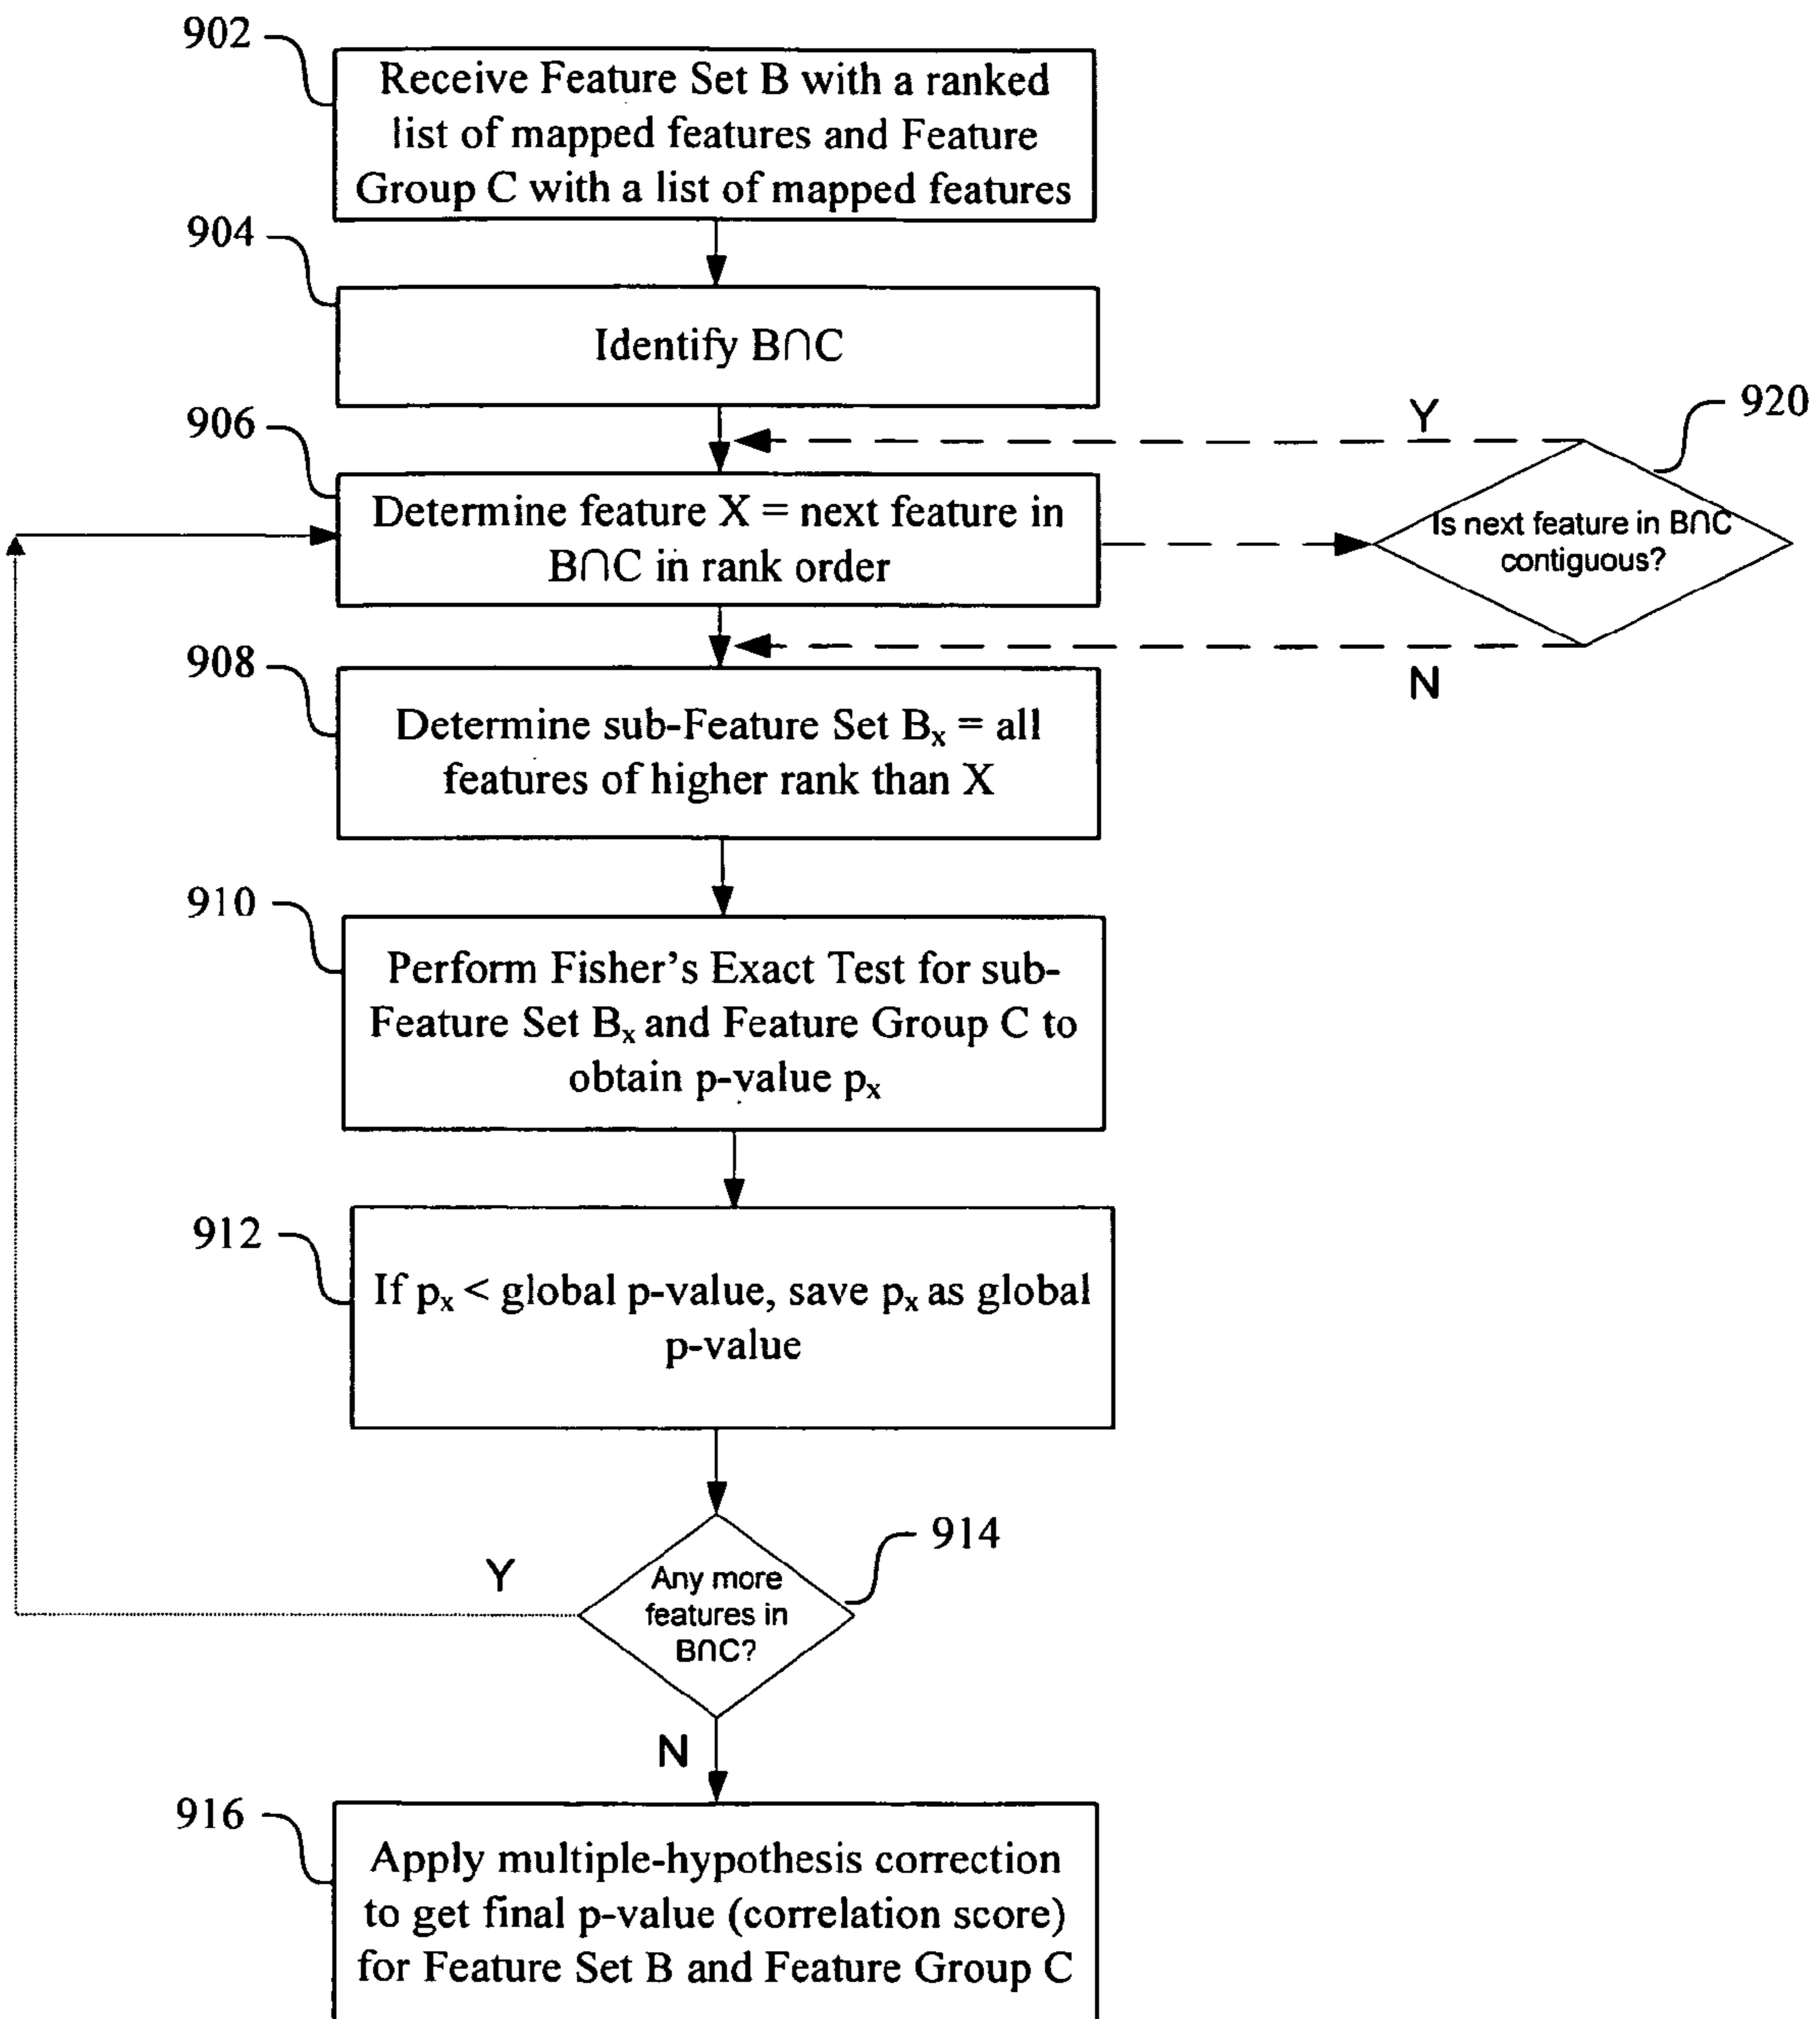 902
Receive Feature Set B with a ranked
list of mapped features and Feature
Group C with a list of mapped features
904
Identify B∩C
906
Y
920
Determine feature X = next feature in
B∩C in rank order
Is next feature in B∩C
contiguous?
908
N
Determine sub-Feature Set Bₓ = all
features of higher rank than X
910
Perform Fisher's Exact Test for sub-
Feature Set Bₓ and Feature Group C to
obtain p-value pₓ
912
If pₓ < global p-value, save pₓ as global
p-value
914
Y
Any more
features in
B∩C?
N
916
Apply multiple-hypothesis correction
to get final p-value (correlation score)
for Feature Set B and Feature Group C